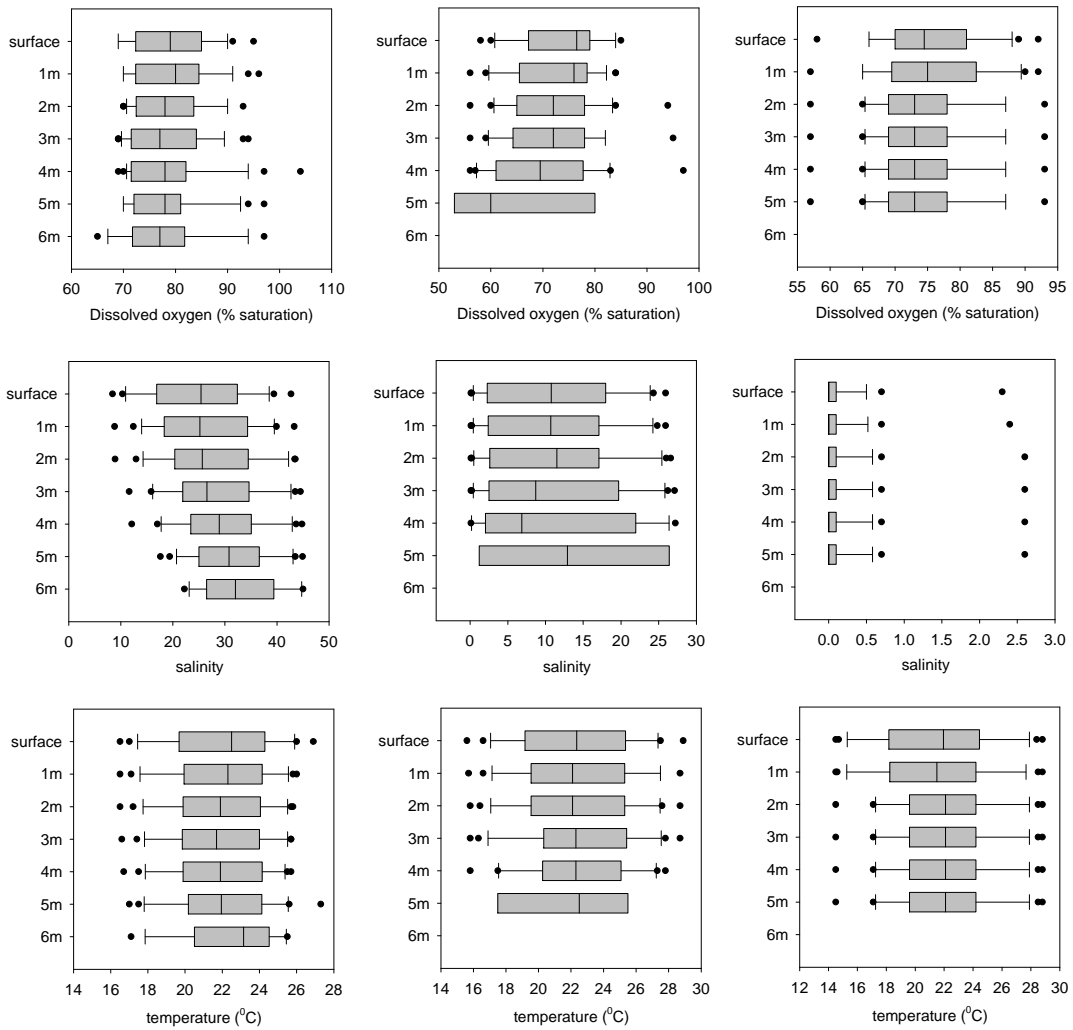 surface
1m
2m
3m
4m
5m
6m
60 70 80 90 100 110
Dissolved oxygen (% saturation)
surface
1m
2m
3m
4m
5m
6m
50 60 70 80 90 100
Dissolved oxygen (% saturation)
surface
1m
2m
3m
4m
5m
6m
55 60 65 70 75 80 85 90 95
Dissolved oxygen (% saturation)
surface
1m
2m
3m
4m
5m
6m
0 10 20 30 40 50
salinity
surface
1m
2m
3m
4m
5m
6m
0 5 10 15 20 25 30
salinity
surface
1m
2m
3m
4m
5m
6m
0.0 0.5 1.0 1.5 2.0 2.5 3.0
salinity
surface
1m
2m
3m
4m
5m
6m
14 16 18 20 22 24 26 28
temperature (⁰C)
surface
1m
2m
3m
4m
5m
6m
14 16 18 20 22 24 26 28 30
temperature (⁰C)
surface
1m
2m
3m
4m
5m
6m
12 14 16 18 20 22 24 26 28 30
temperature (⁰C)